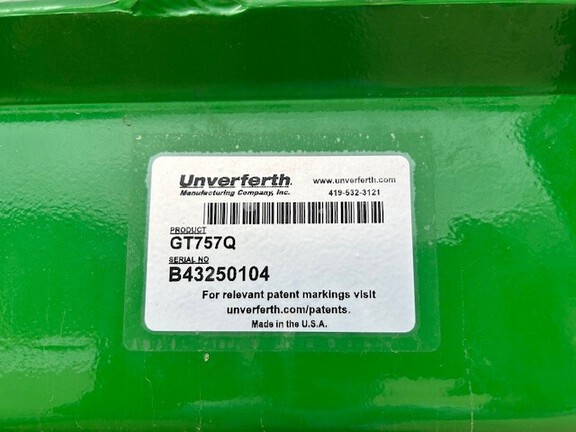 Unverferth.
www.unverferth.com
Manufacturing Company, Inc.
419-532-3121
PRODUCT
GT757Q
SERIAL NO
B43250104
For relevant patent markings visit
unverferth.com/patents.
Made in the U.S.A.